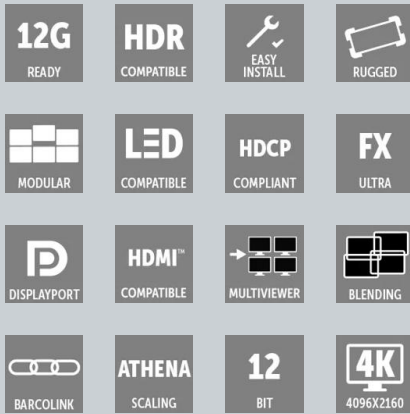 12G
READY
HDR
COMPATIBLE
EASY
INSTALL
RUGGED
MODULAR
LED
COMPATIBLE
HDCP
COMPLIANT
FX
ULTRA
DISPLAYPORT
HDMI™
COMPATIBLE
MULTIVIEWER
BLENDING
BARCOLINK
ATHENA
SCALING
12
BIT
4K
4096X2160